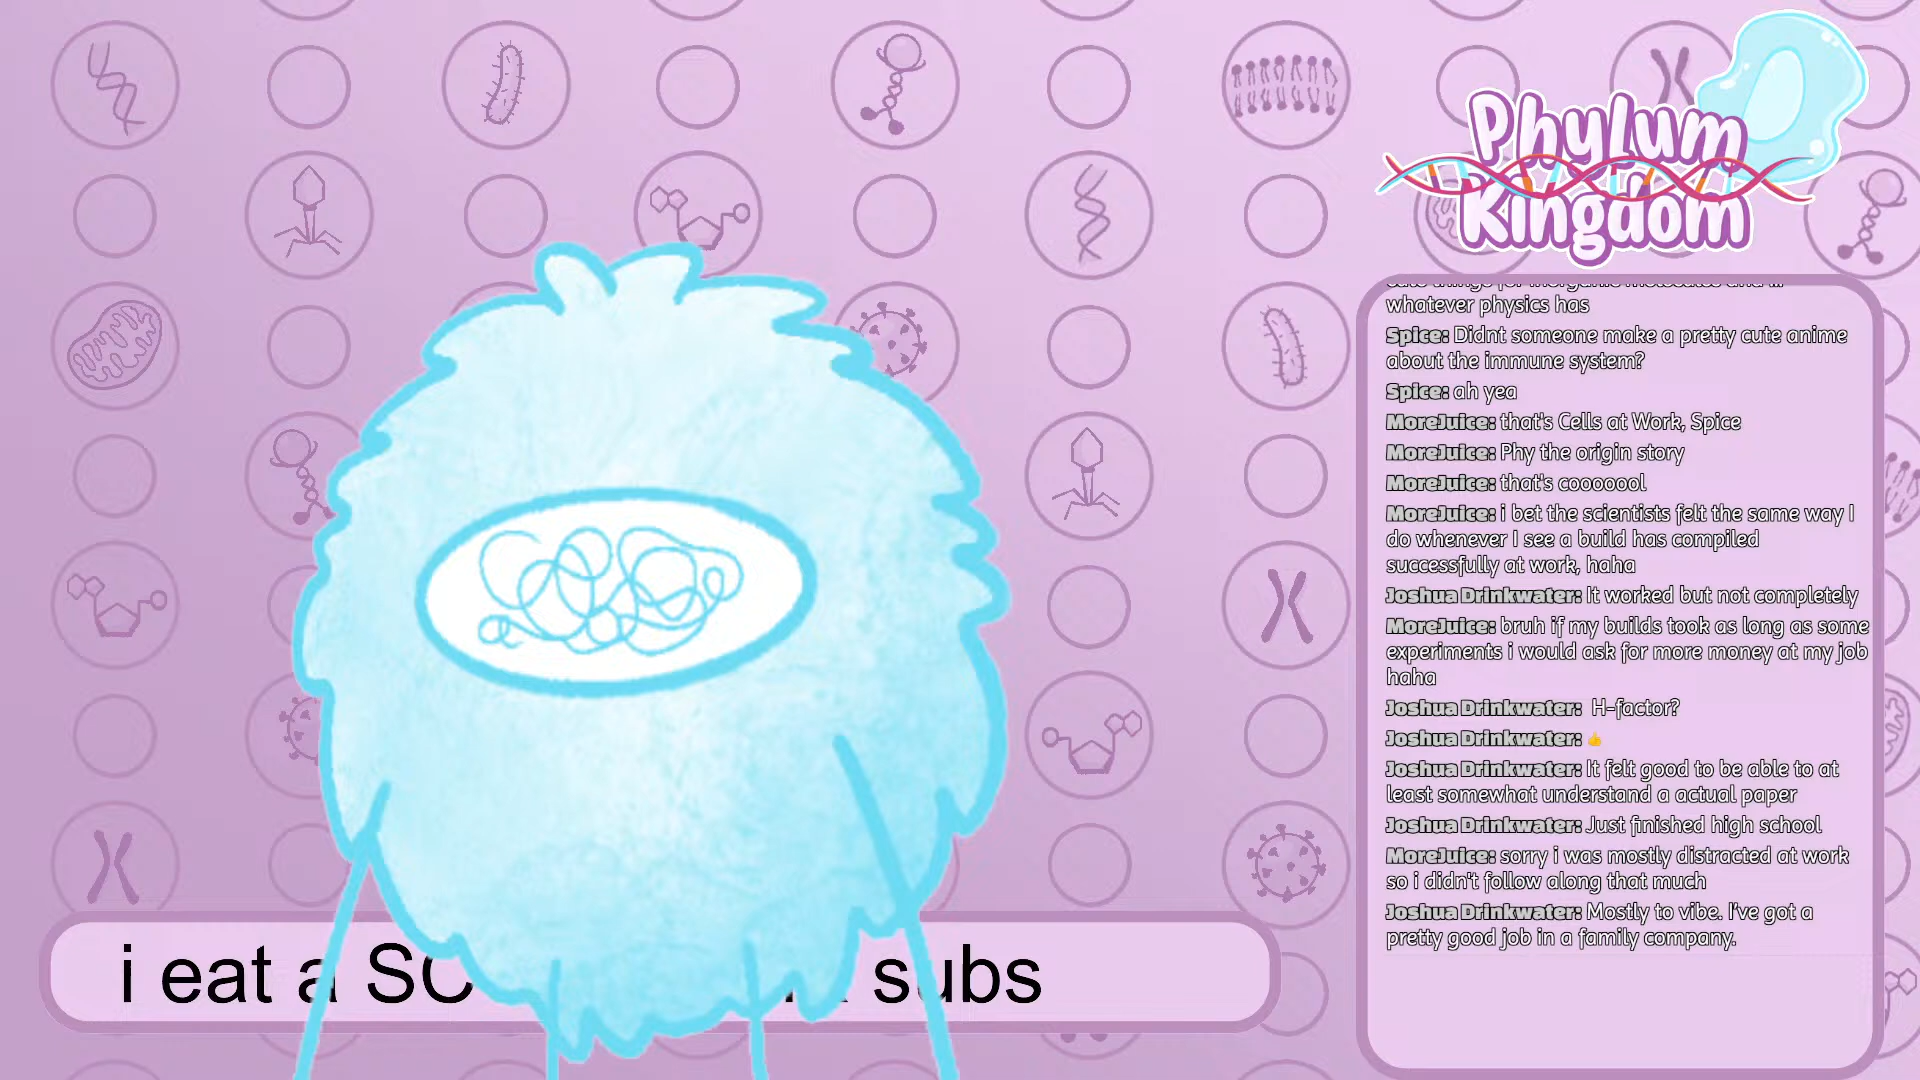 Phylum
Kingdom
whatever physics has
Spice: Didnt someone make a pretty cute anime
about the immune system?
Spice: ah yea
MoreJuice: that's Cells at Work, Spice
MoreJuice: Phy the origin story
MoreJuice: that's cooooool
MoreJuice: i bet the scientists felt the same way I
do whenever I see a build has compiled
successfully at work, haha
Joshua Drinkwater: It worked but not completely
MoreJuice: bruh if my builds took as long as some
experiments i would ask for more money at my job
haha
Joshua Drinkwater: H-factor?
Joshua Drinkwater: 👍
Joshua Drinkwater: It felt good to be able to at
least somewhat understand a actual paper
Joshua Drinkwater: Just finished high school
MoreJuice: sorry i was mostly distracted at work
so i didn't follow along that much
Joshua Drinkwater: Mostly to vibe. I've got a
pretty good job in a family company.
i eat a subs